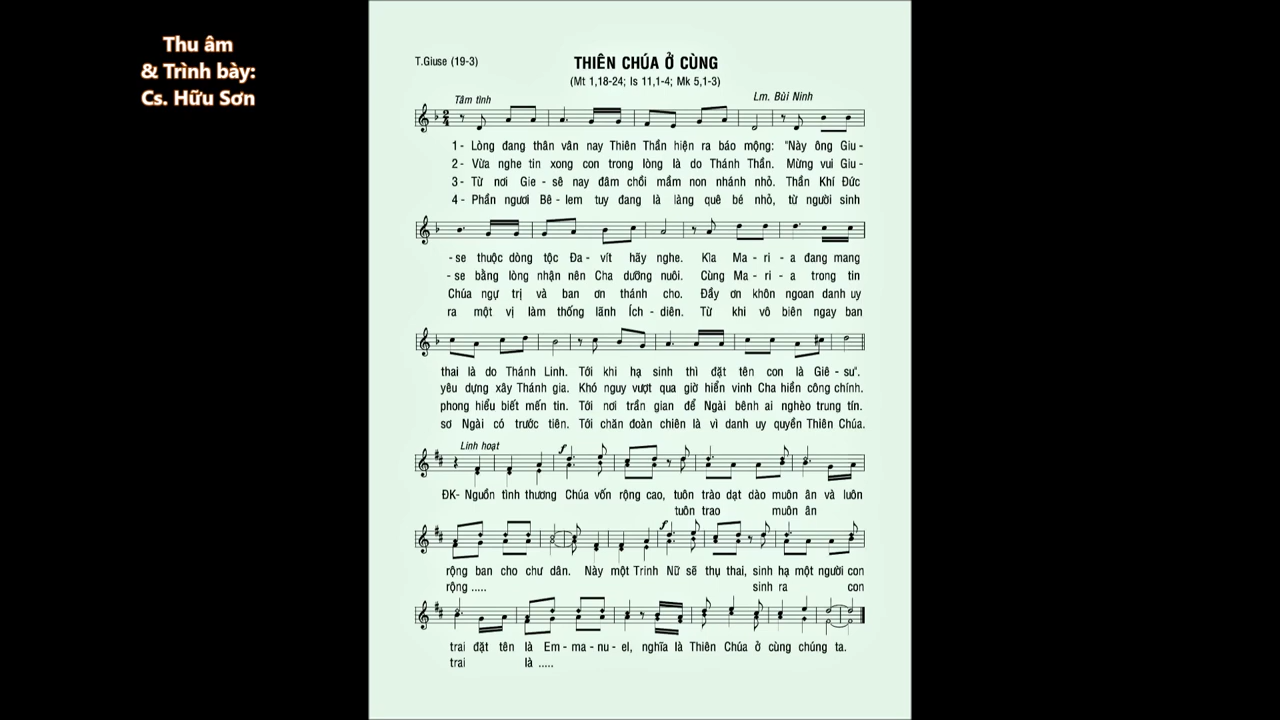 Thu âm
& Trình bày:
Cs. Hữu Sơn
T.Giuse (19-3)
THIÊN CHÚA Ở CÙNG
(Mt 1,18-24; Is 11,1-4; Mk 5,1-3)
Tâm tình
Lm. Bùi Ninh
1- Lòng đang thân vân nay Thiên Thần hiện ra báo mộng: "Này ông Giu-
2- Vừa nghe tin xong con trong lòng là do Thánh Thần. Mừng vui Giu-
3- Từ nơi Gie - sê nay đâm chồi mầm non nhánh nhỏ. Thần Khí Đức
4- Phần ngươi Bê - lem tuy đang là làng quê bé nhỏ, từ người sinh
- se thuộc dòng tộc Đa - vít hãy nghe. Kìa Ma - ri - a đang mang
- se bằng lòng nhận nên Cha dưỡng nuôi. Cùng Ma - ri - a trong tin
Chúa ngự trị và ban ơn thánh cho. Đầy ơn khôn ngoan danh uy
ra một vị làm thống lãnh Ích - diên. Từ khi vô biên ngay ban
thai là do Thánh Linh. Tới khi hạ sinh thì đặt tên con là Giê - su".
yêu dựng xây Thánh gia. Khó nguy vượt qua giờ hiển vinh Cha hiền công chính.
phong hiểu biết mến tin. Tới nơi trần gian để Ngài bênh ai nghèo trung tín.
sơ Ngài có trước tiên. Tới chăn đoàn chiên là vì danh uy quyền Thiên Chúa.
Linh hoạt
f
ĐK- Nguồn tình thương Chúa vốn rộng cao, tuôn trào dạt dào muôn ân và luôn
tuôn trao muôn ân
f
rộng ban cho chư dân. Này một Trinh Nữ sẽ thụ thai, sinh hạ một người con
rộng ..... sinh ra con
trai đặt tên là Em - ma - nu - el, nghĩa là Thiên Chúa ở cùng chúng ta.
trai là .....